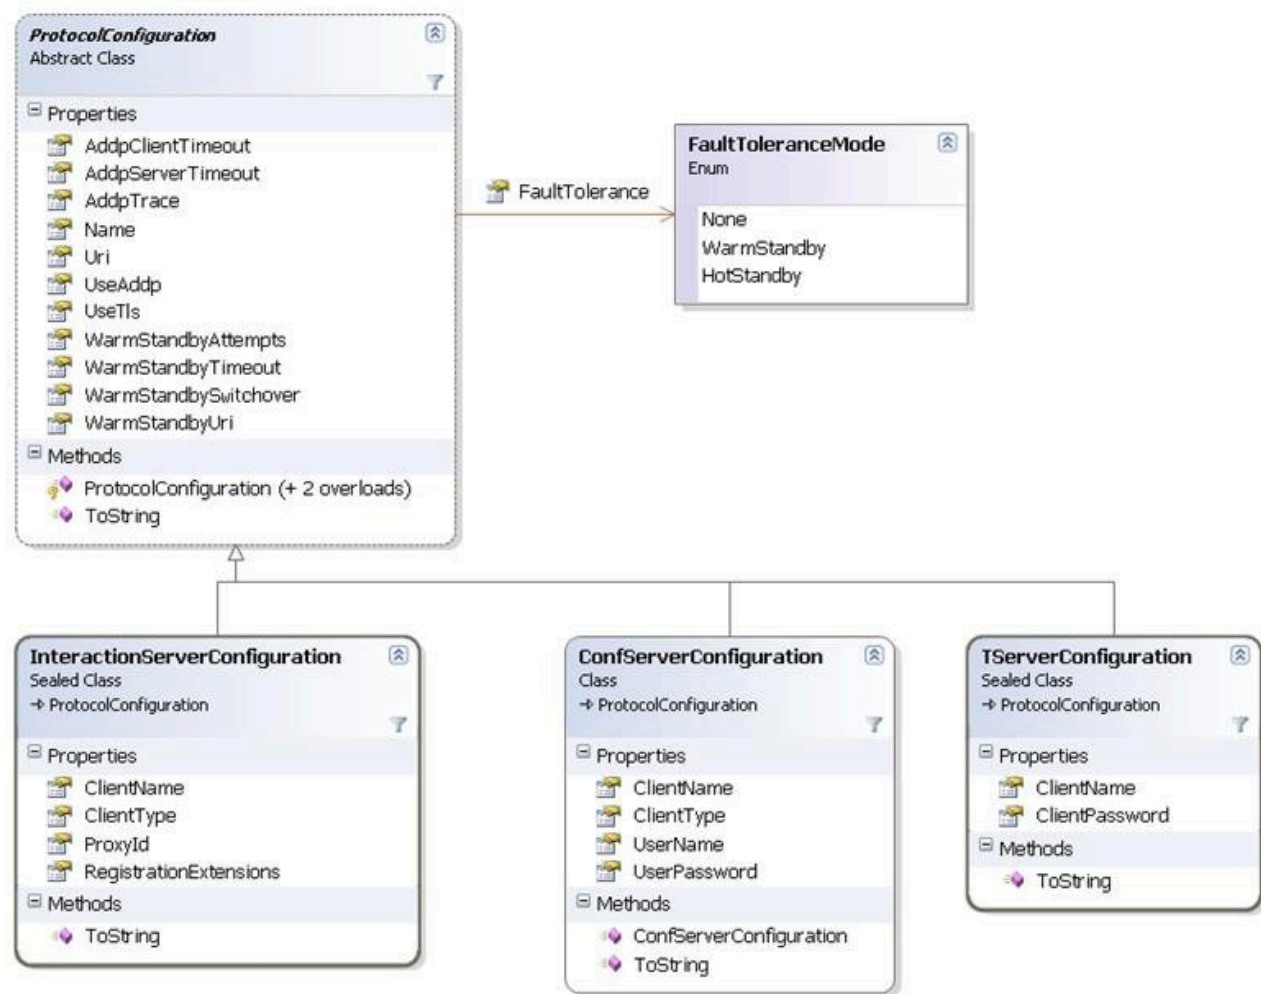 ProtocolConfiguration
Abstract Class
Properties
AddpClientTimeout
AddpServerTimeout
AddpTrace
Name
Uri
UseAddp
UseTls
WarmStandbyAttempts
WarmStandbyTimeout
WarmStandbySwitchover
WarmStandbyUri
Methods
ProtocolConfiguration (+ 2 overloads)
ToString
FaultTolerance
FaultToleranceMode
Enum
None
WarmStandby
HotStandby
InteractionServerConfiguration
Sealed Class
ProtocolConfiguration
Properties
ClientName
ClientType
ProxyId
RegistrationExtensions
Methods
ToString
ConfServerConfiguration
Class
ProtocolConfiguration
Properties
ClientName
ClientType
UserName
UserPassword
Methods
ConfServerConfiguration
ToString
TServerConfiguration
Sealed Class
ProtocolConfiguration
Properties
ClientName
ClientPassword
Methods
ToString